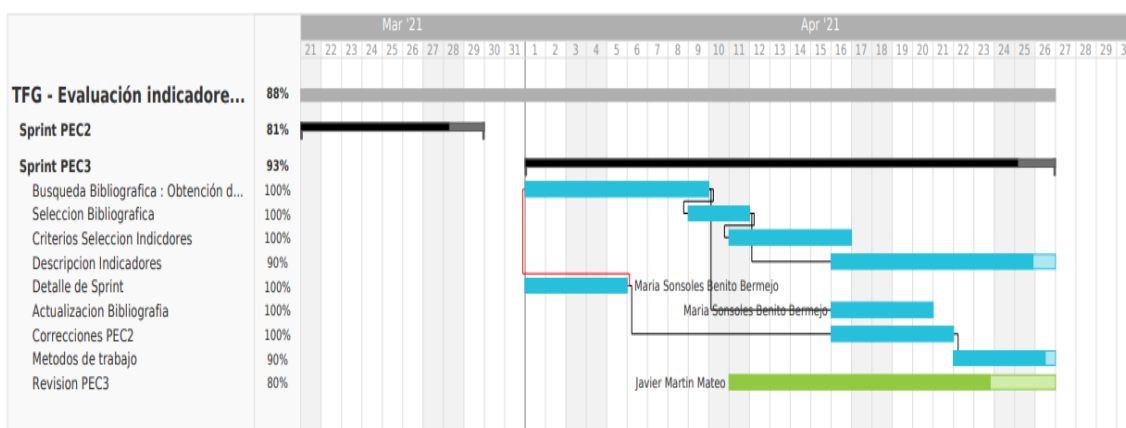 Mar '21 Apr '21
21 22 23 24 25 26 27 28 29 30 31 1 2 3 4 5 6 7 8 9 10 11 12 13 14 15 16 17 18 19 20 21 22 23 24 25 26 27 28 29
TFG - Evaluación indicadore... 88%
Sprint PEC2 81%
Sprint PEC3 93%
Busqueda Bibliografica : Obtención d... 100%
Seleccion Bibliografica 100%
Criterios Seleccion Indicdores 100%
Descripcion Indicadores 90%
Detalle de Sprint 100% Maria Sonsoles Benito Bermejo
Actualizacion Bibliografia 100% Maria Sonsoles Benito Bermejo
Correcciones PEC2 100%
Metodos de trabajo 90%
Revision PEC3 80% Javier Martin Mateo